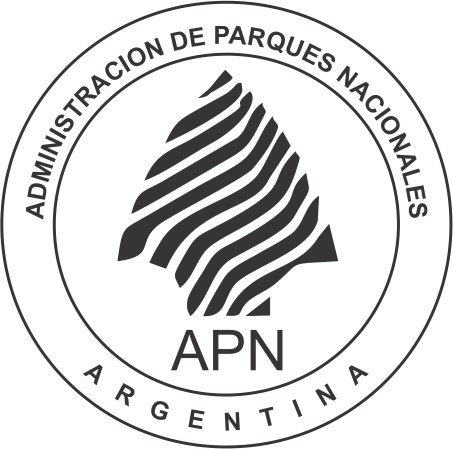 ADMINISTRACION DE PARQUES NACIONALES
APN
ARGENTINA